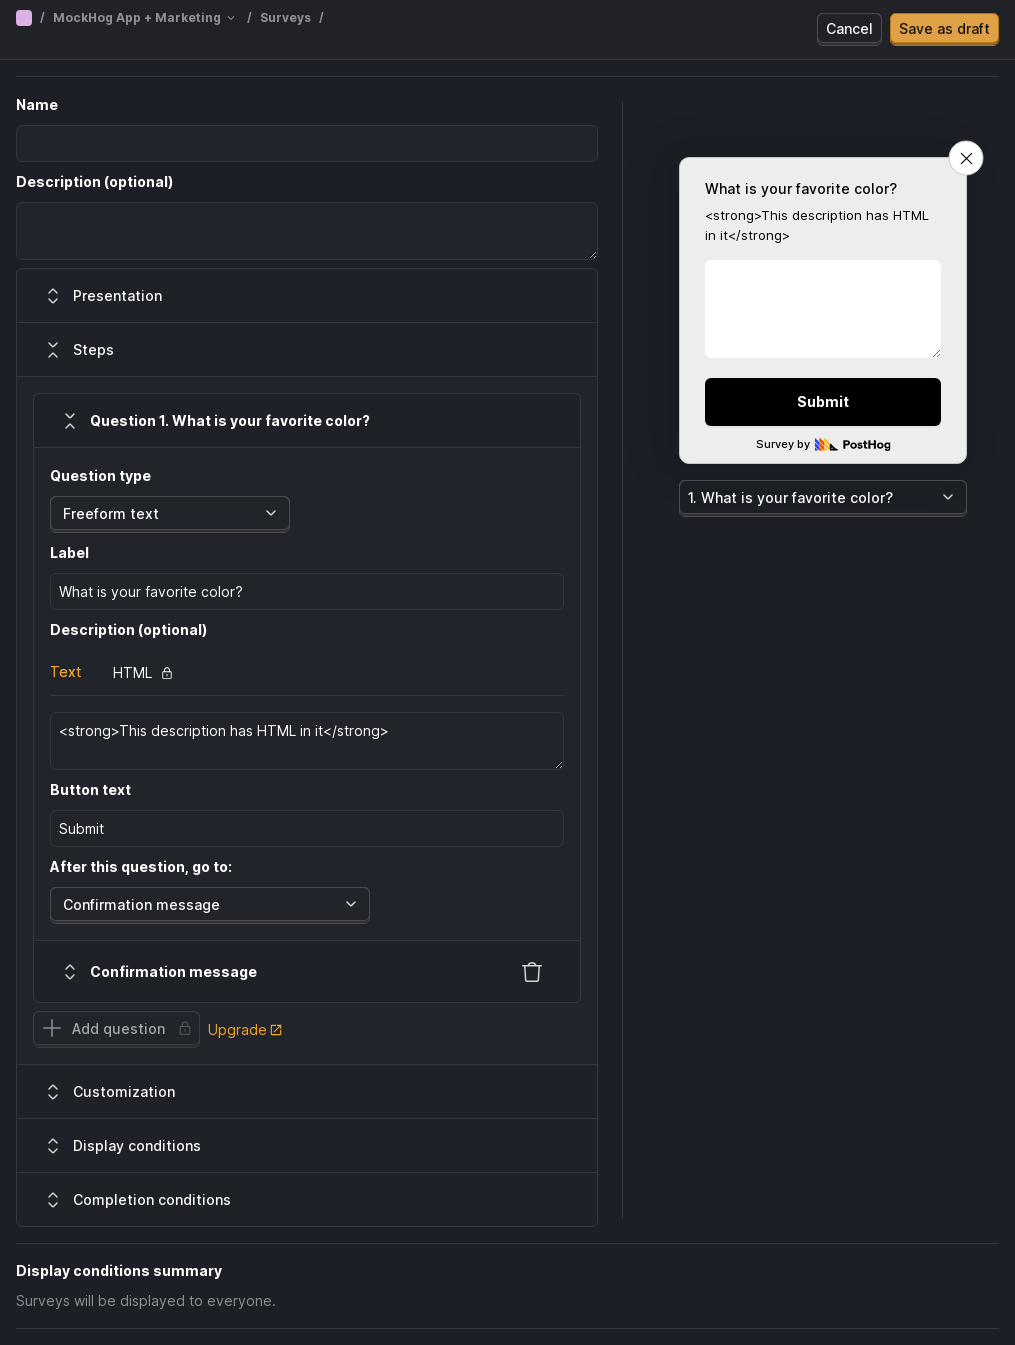 / MockHog App + Marketing / Surveys /
Cancel
Save as draft
Name
Description (optional)
Presentation
Steps
Question 1. What is your favorite color?
Question type
Freeform text
Label
What is your favorite color?
Description (optional)
Text
HTML
<strong>This description has HTML in it</strong>
Button text
Submit
After this question, go to:
Confirmation message
Confirmation message
Add question
Upgrade
Customization
Display conditions
Completion conditions
What is your favorite color?
<strong>This description has HTML
in it</strong>
Submit
Survey by PostHog
1. What is your favorite color?
Display conditions summary
Surveys will be displayed to everyone.